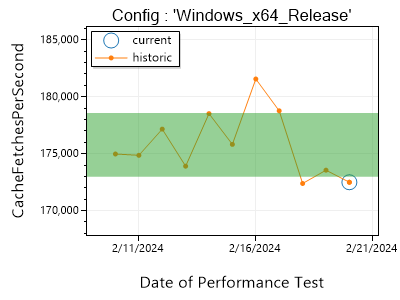 Config : 'Windows_x64_Release'
current
historic
CacheFetchesPerSecond
185,000
180,000
175,000
170,000
2/11/2024
2/16/2024
2/21/2024
Date of Performance Test